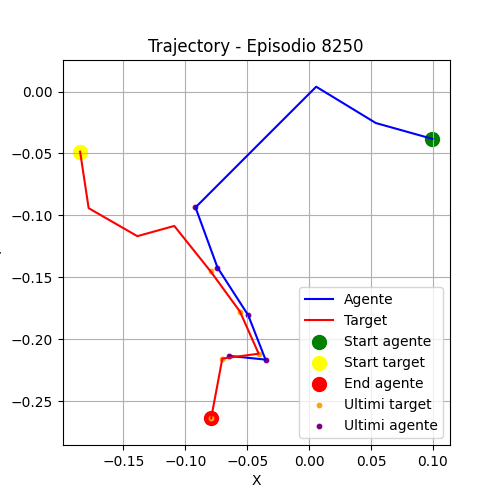 Trajectory - Episodio 8250
0.00
−0.05
−0.10
−0.15
−0.20
−0.25
Agente
Target
Start agente
Start target
End agente
Ultimi target
Ultimi agente
−0.15
−0.10
−0.05
0.00
0.05
0.10
X